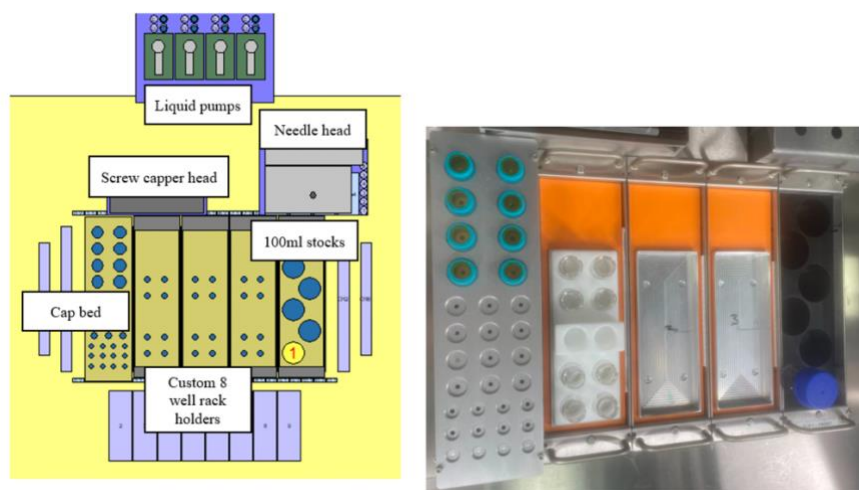 Liquid pumps
Needle head
Screw capper head
100ml stocks
Cap bed
1
Custom 8
well rack
holders
3